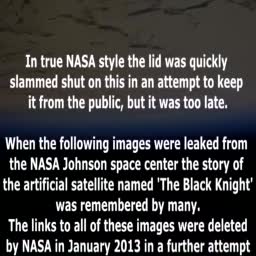 In true NASA style the lid was quickly
slammed shut on this in an attempt to keep
it from the public, but it was too late.
When the following images were leaked from
the NASA Johnson space center the story of
the artificial satellite named 'The Black Knight'
was remembered by many.
The links to all of these images were deleted
by NASA in January 2013 in a further attempt